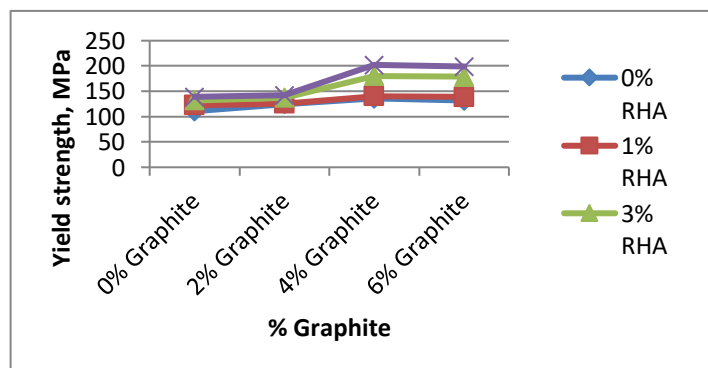 Yield strength, MPa
250
200
150
100
50
0
0% Graphite
2% Graphite
4% Graphite
6% Graphite
% Graphite
0%
RHA
1%
RHA
3%
RHA